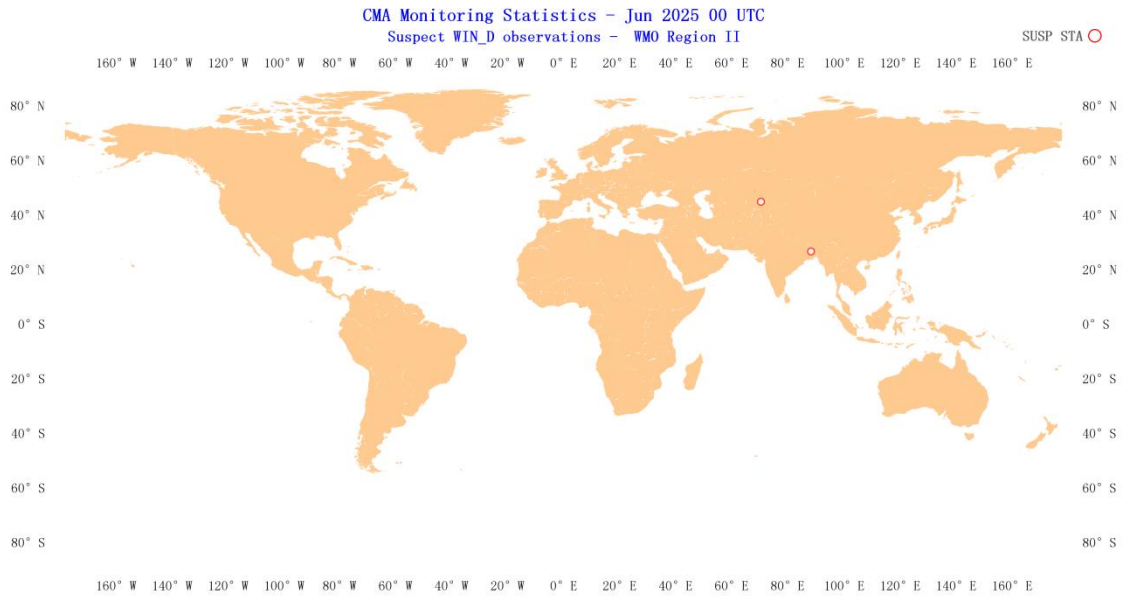 CMA Monitoring Statistics - Jun 2025 00 UTC
Suspect WIN_D observations - WMO Region II
SUSP STA
160° W 140° W 120° W 100° W 80° W 60° W 40° W 20° W 0° E 20° E 40° E 60° E 80° E 100° E 120° E 140° E 160° E
80° N 80° N
60° N 60° N
40° N 40° N
20° N 20° N
0° S 0° S
20° S 20° S
40° S 40° S
60° S 60° S
80° S 80° S
160° W 140° W 120° W 100° W 80° W 60° W 40° W 20° W 0° E 20° E 40° E 60° E 80° E 100° E 120° E 140° E 160° E